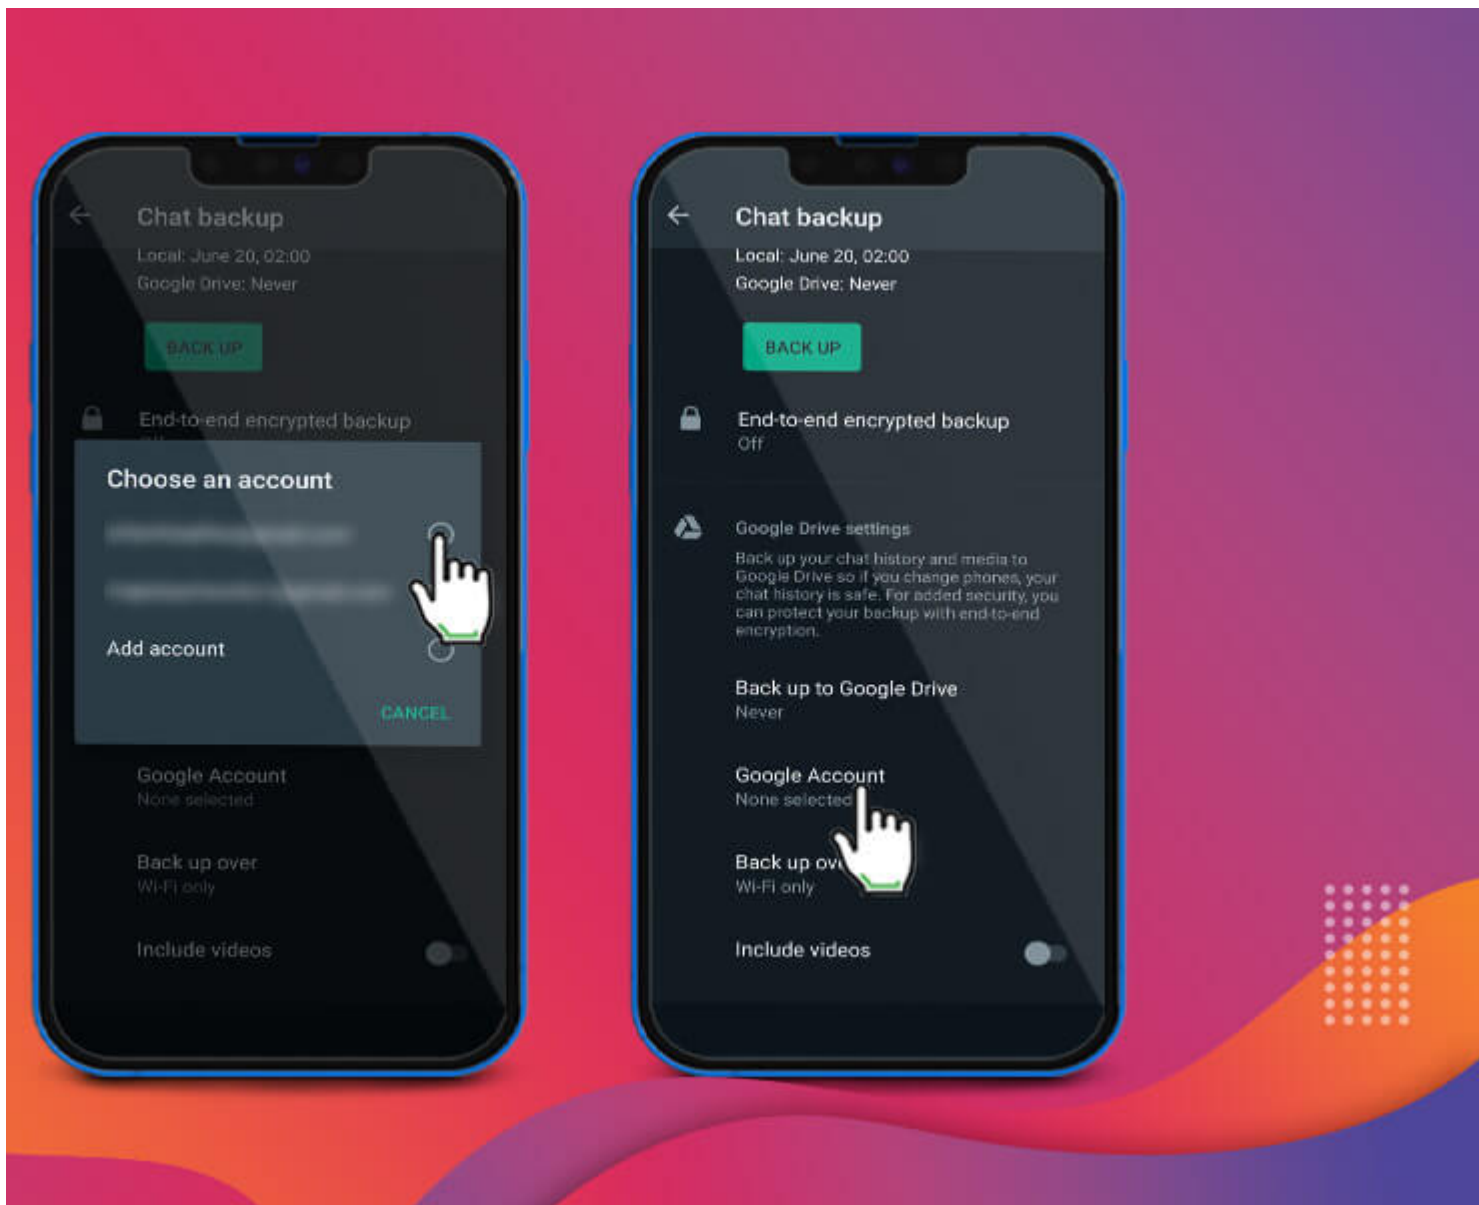 Chat backup
Local: June 20, 02:00
Google Drive: Never
BACK UP
End-to-end encrypted backup
Choose an account
Add account
CANCEL
Google Account
None selected
Back up over
Wi-Fi only
Include videos
Chat backup
Local: June 20, 02:00
Google Drive: Never
BACK UP
End-to-end encrypted backup
Off
Google Drive settings
Back up your chat history and media to
Google Drive so if you change phones, your
chat history is safe. For added security, you
can protect your backup with end-to-end
encryption.
Back up to Google Drive
Never
Google Account
None selected
Back up
Wi-Fi only
Include videos